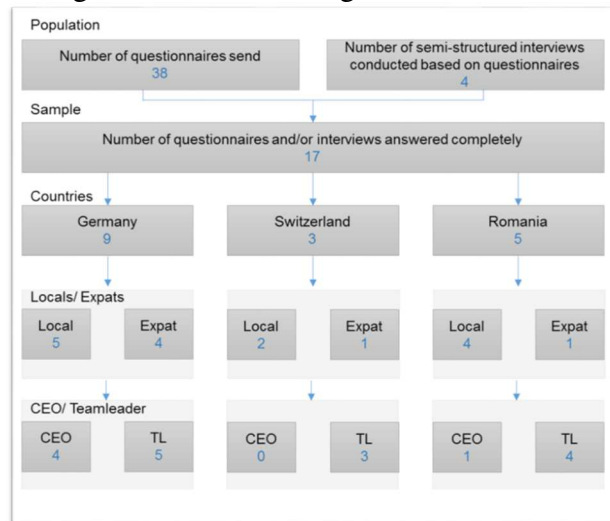 Population
Number of questionnaires send
38
Number of semi-structured interviews
conducted based on questionnaires
4
Sample
Number of questionnaires and/or interviews answered completely
17
Countries
Germany
9
Switzerland
3
Romania
5
Locals/ Expats
Local
5
Expat
4
Local
2
Expat
1
Local
4
Expat
1
CEO/ Teamleader
CEO
4
TL
5
CEO
0
TL
3
CEO
1
TL
4